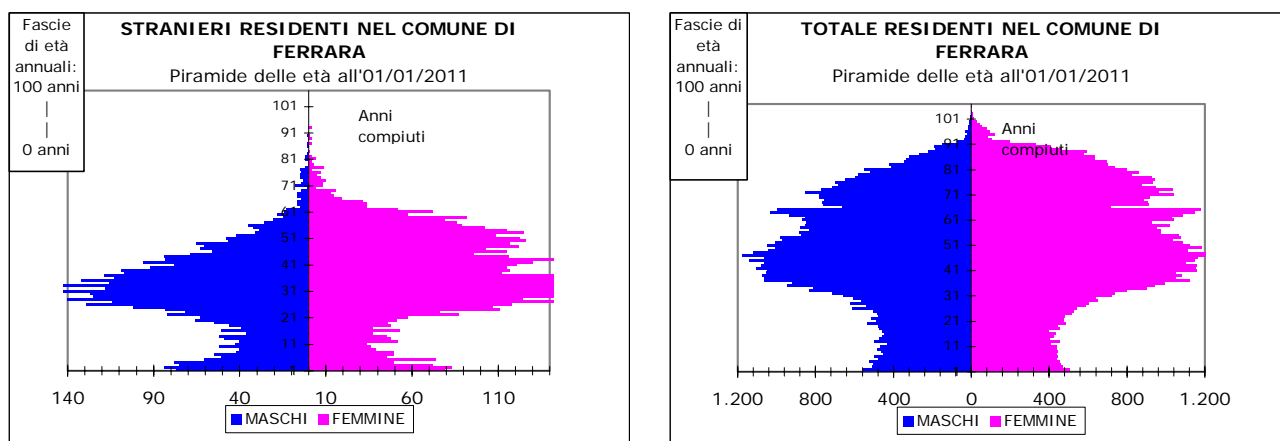 Fascie
di età
annuali:
100 anni
|
|
0 anni
STRANIERI RESIDENTI NEL COMUNE DI
FERRARA
Piramide delle età all'01/01/2011
Anni
compiuti
101
91
81
71
61
51
41
31
21
11
1
140 90 40 10 60 110
MASCHI FEMMINE
Fascie
di età
annuali:
100 anni
|
|
0 anni
TOTALE RESIDENTI NEL COMUNE DI
FERRARA
Piramide delle età all'01/01/2011
Anni
compiuti
101
91
81
71
61
51
41
31
21
11
1
1.200 800 400 0 400 800 1.200
MASCHI FEMMINE